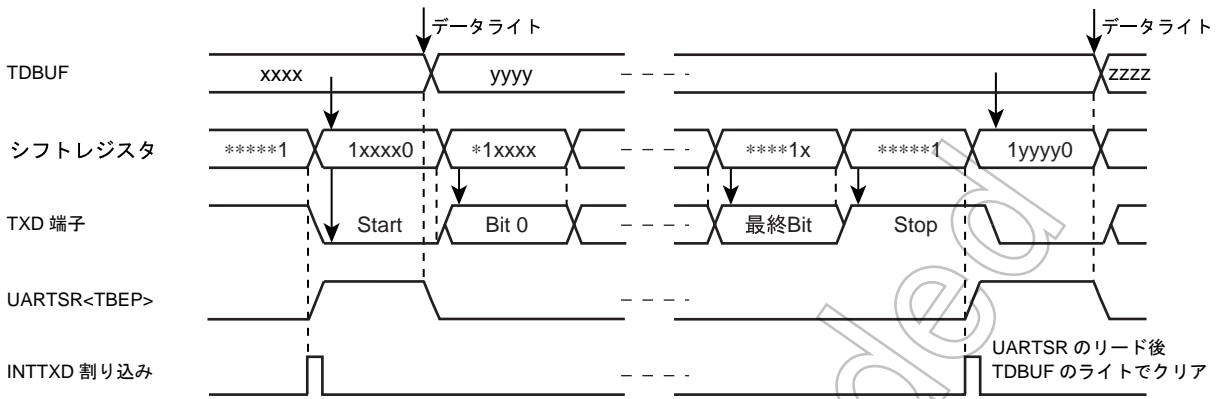 データライト データライト
TDBUF xxxx yyyy zzzz
シフトレジスタ *****1 1xxxx0 *1xxxx ****1x *****1 1yyyy0
TXD 端子 Start Bit 0 最終Bit Stop
UARTSR<TBEP>
INTTXD 割り込み
UARTSR のリード後
TDBUF のライトでクリア
ded